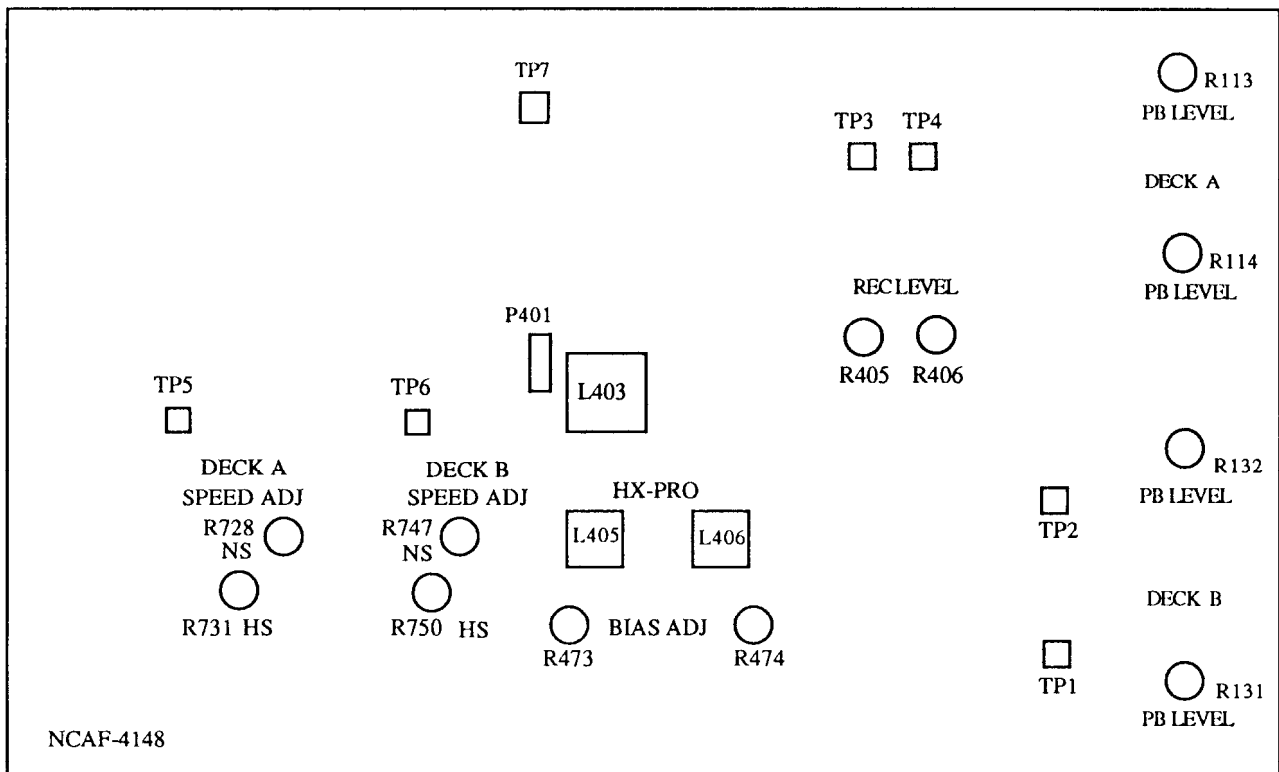 TP7
R113
PB LEVEL
TP3 TP4
DECK A
R114
PB LEVEL
REC LEVEL
P401
L403
R405 R406
TP5
TP6
DECK A
SPEED ADJ
R728
NS
R731 HS
DECK B
SPEED ADJ
R747
NS
R750 HS
HX-PRO
L405
L406
BIAS ADJ
R473
R474
R132
PB LEVEL
TP2
DECK B
TP1
R131
PB LEVEL
NCAF-4148